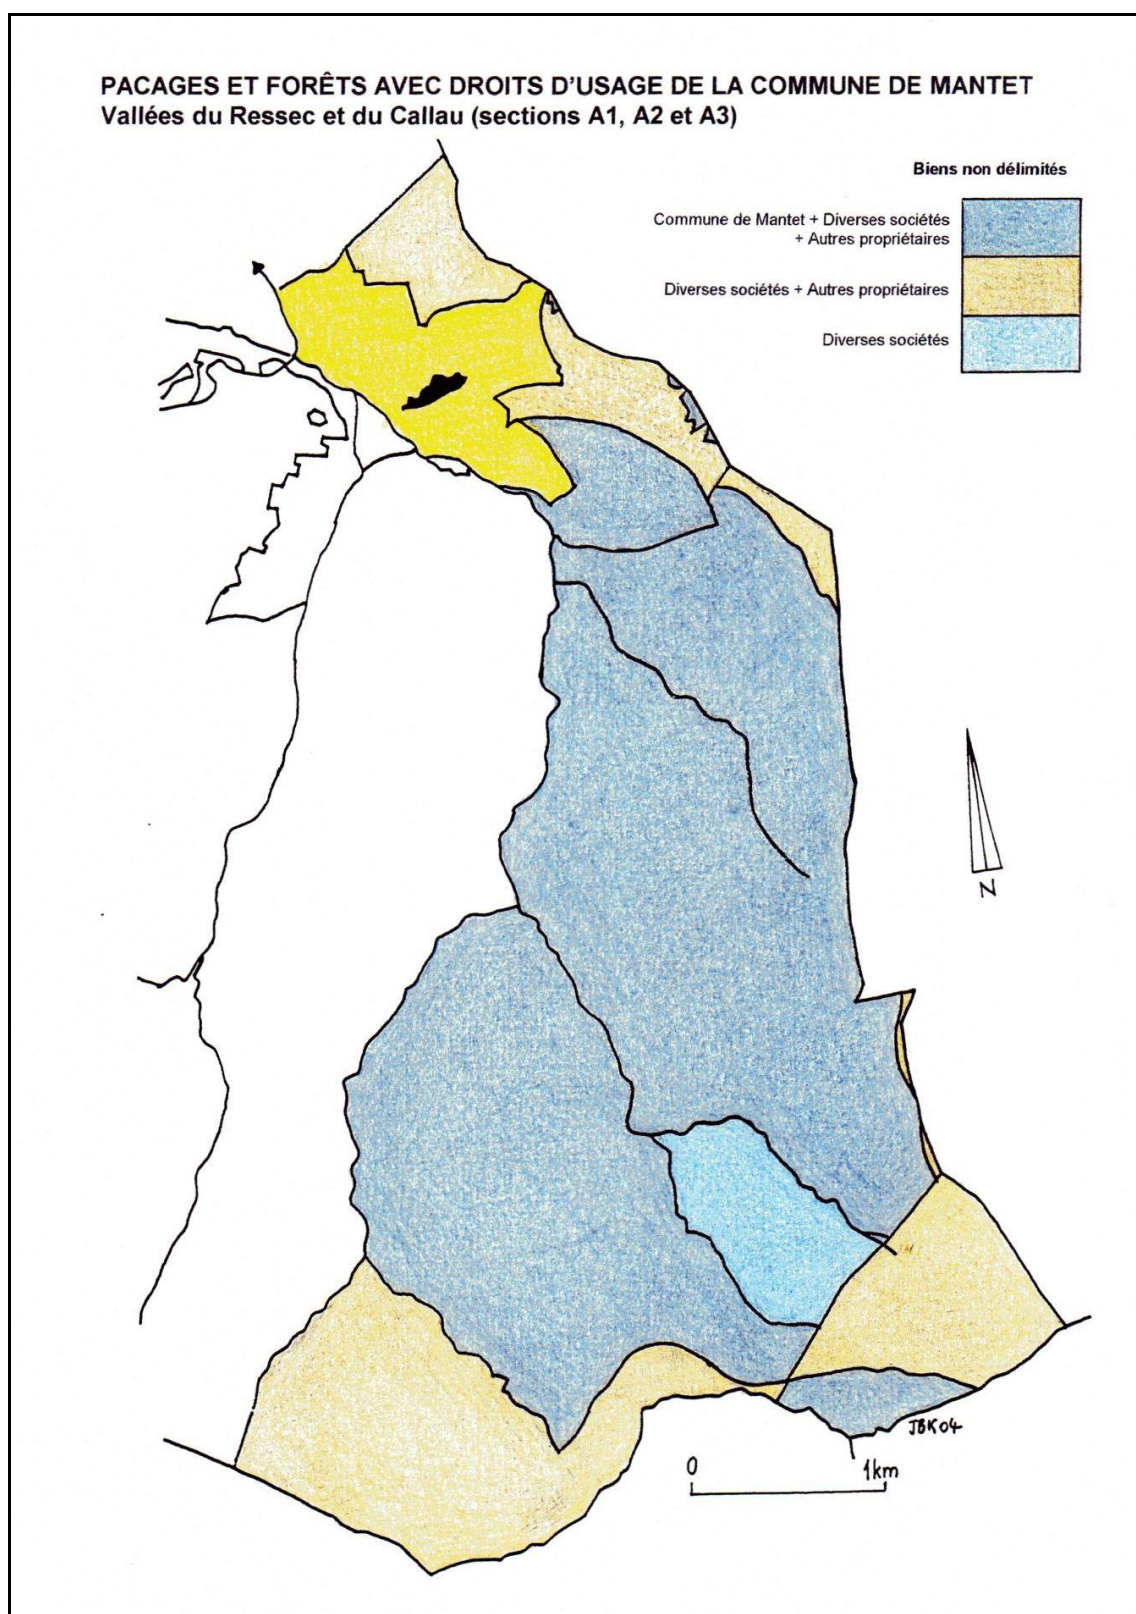 PACAGES ET FORÊTS AVEC DROITS D'USAGE DE LA COMMUNE DE MANTET
Vallées du Ressec et du Callau (sections A1, A2 et A3)
Biens non délimités
Commune de Mantet + Diverses sociétés
+ Autres propriétaires
Diverses sociétés + Autres propriétaires
Diverses sociétés
N
JBK04
0 1km